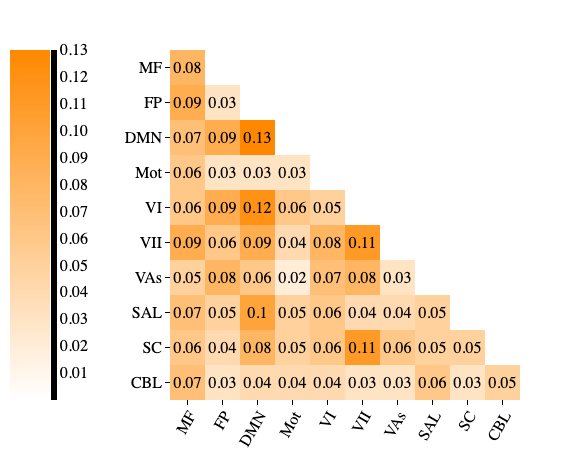 0.13
0.12
0.11
0.10
0.09
0.08
0.07
0.06
0.05
0.04
0.03
0.02
0.01
MF 0.08
FP 0.09 0.03
DMN 0.07 0.09 0.13
Mot 0.06 0.03 0.03 0.03
VI 0.06 0.09 0.12 0.06 0.05
VII 0.09 0.06 0.09 0.04 0.08 0.11
VAs 0.05 0.08 0.06 0.02 0.07 0.08 0.03
SAL 0.07 0.05 0.1 0.05 0.06 0.04 0.04 0.05
SC 0.06 0.04 0.08 0.05 0.06 0.11 0.06 0.05 0.05
CBL 0.07 0.03 0.04 0.04 0.04 0.03 0.03 0.06 0.03 0.05
MF FP DMN Mot VI VII VAs SAL SC CBL